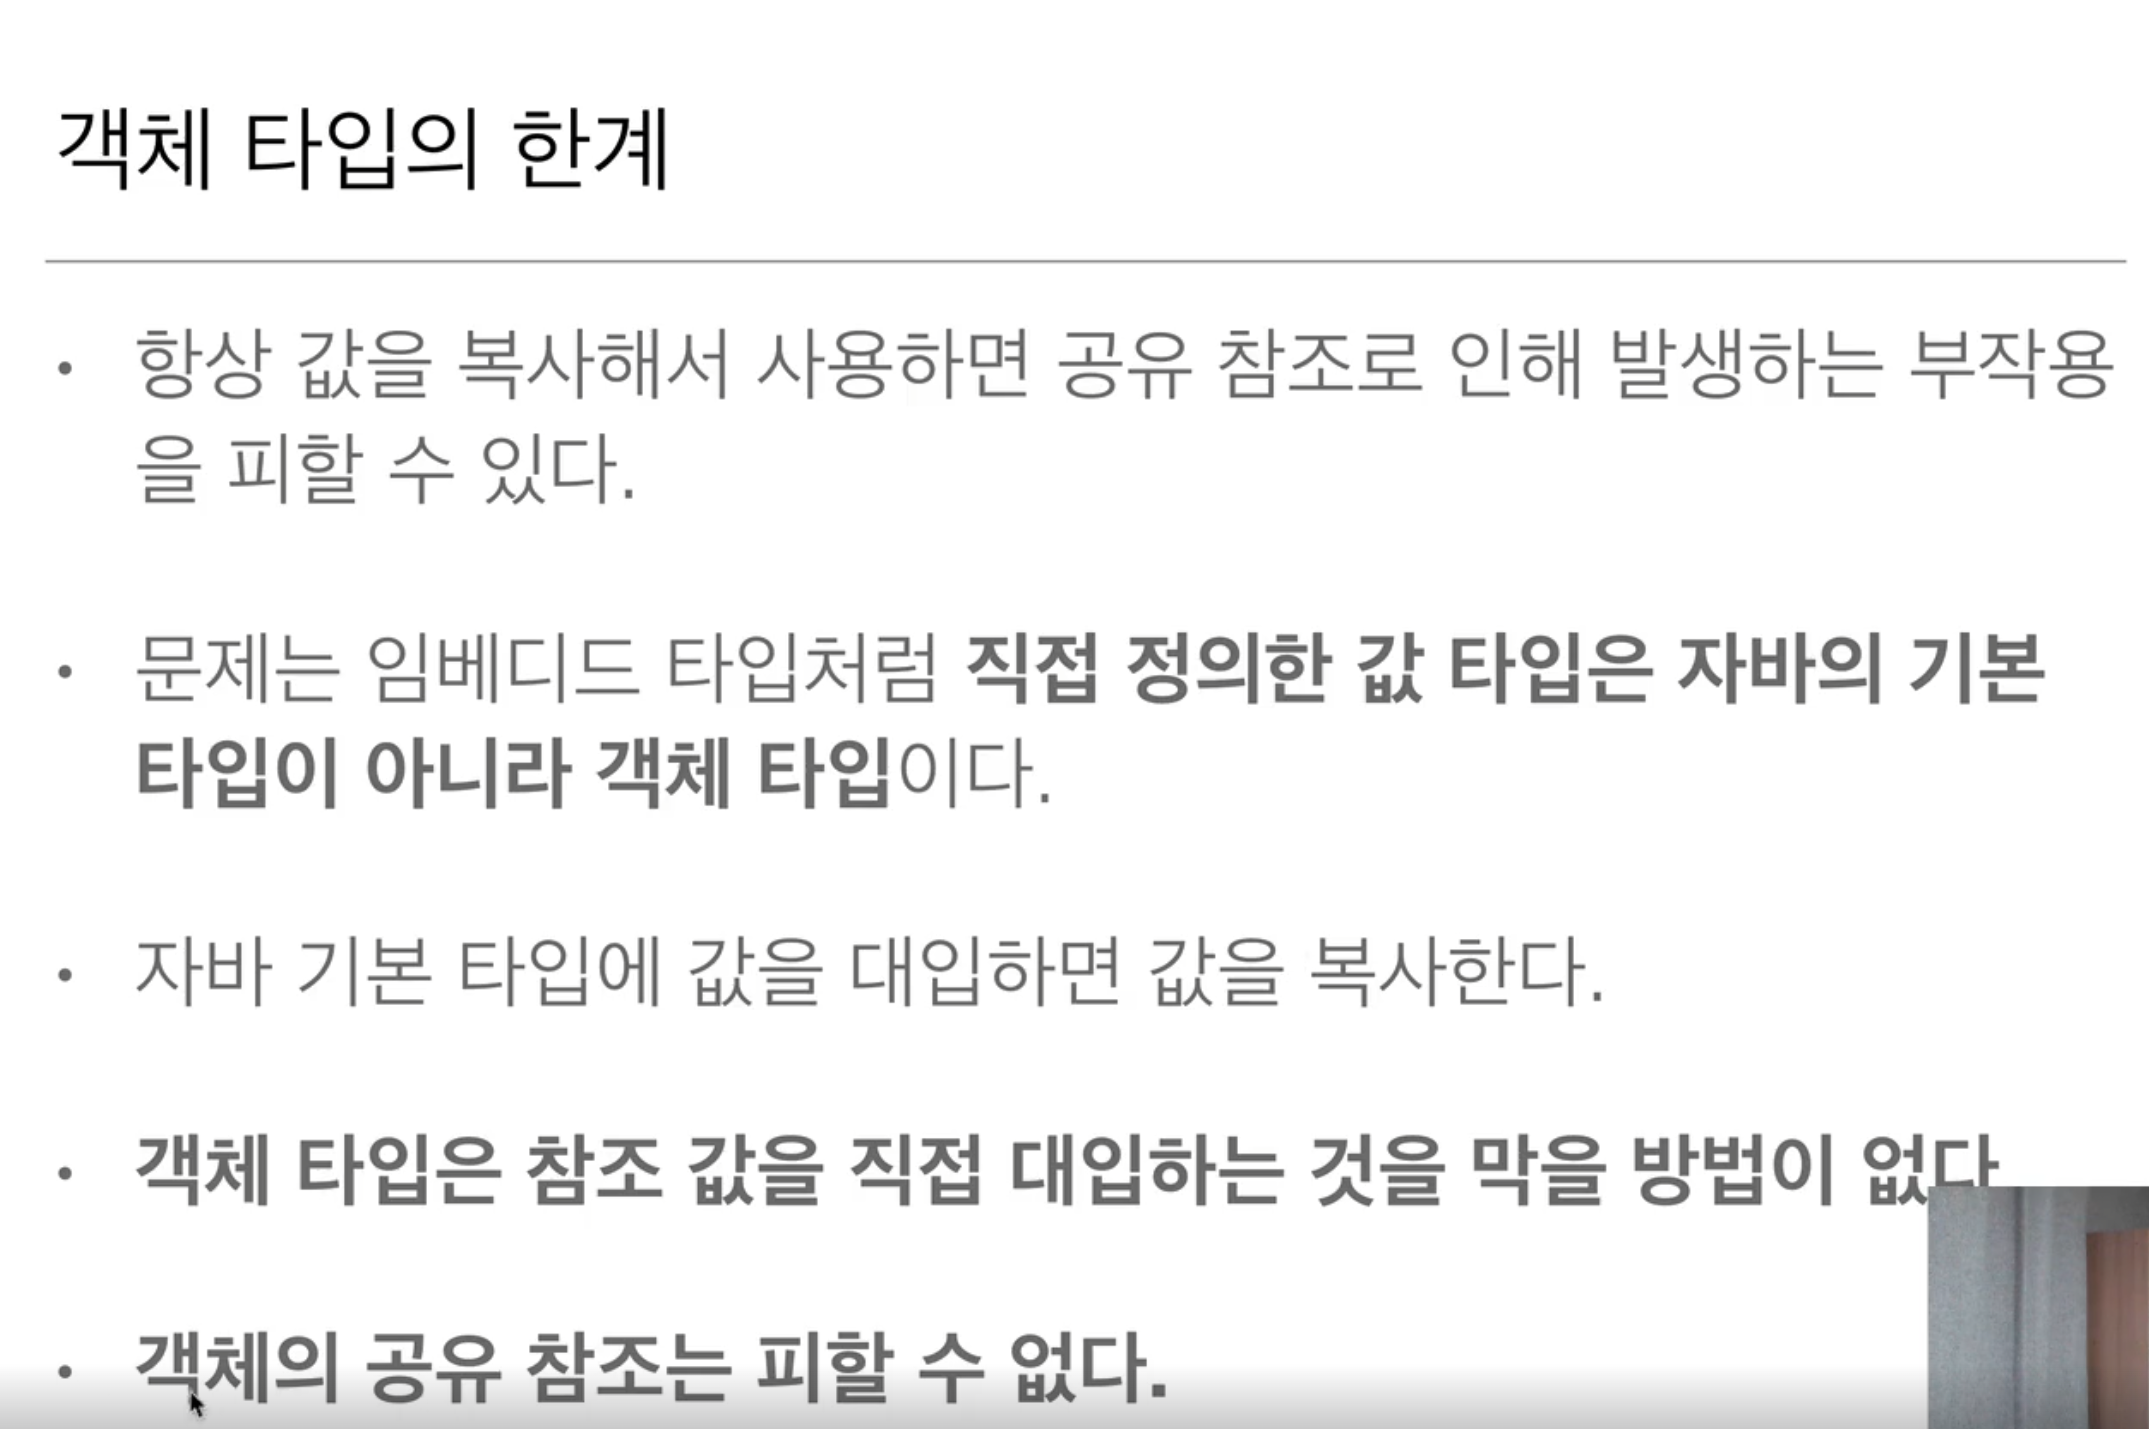 객체 타입의 한계
• 항상 값을 복사해서 사용하면 공유 참조로 인해 발생하는 부작용
을 피할 수 있다.
• 문제는 임베디드 타입처럼 직접 정의한 값 타입은 자바의 기본
타입이 아니라 객체 타입이다.
• 자바 기본 타입에 값을 대입하면 값을 복사한다.
• 객체 타입은 참조 값을 직접 대입하는 것을 막을 방법이 없다
• 객체의 공유 참조는 피할 수 없다.